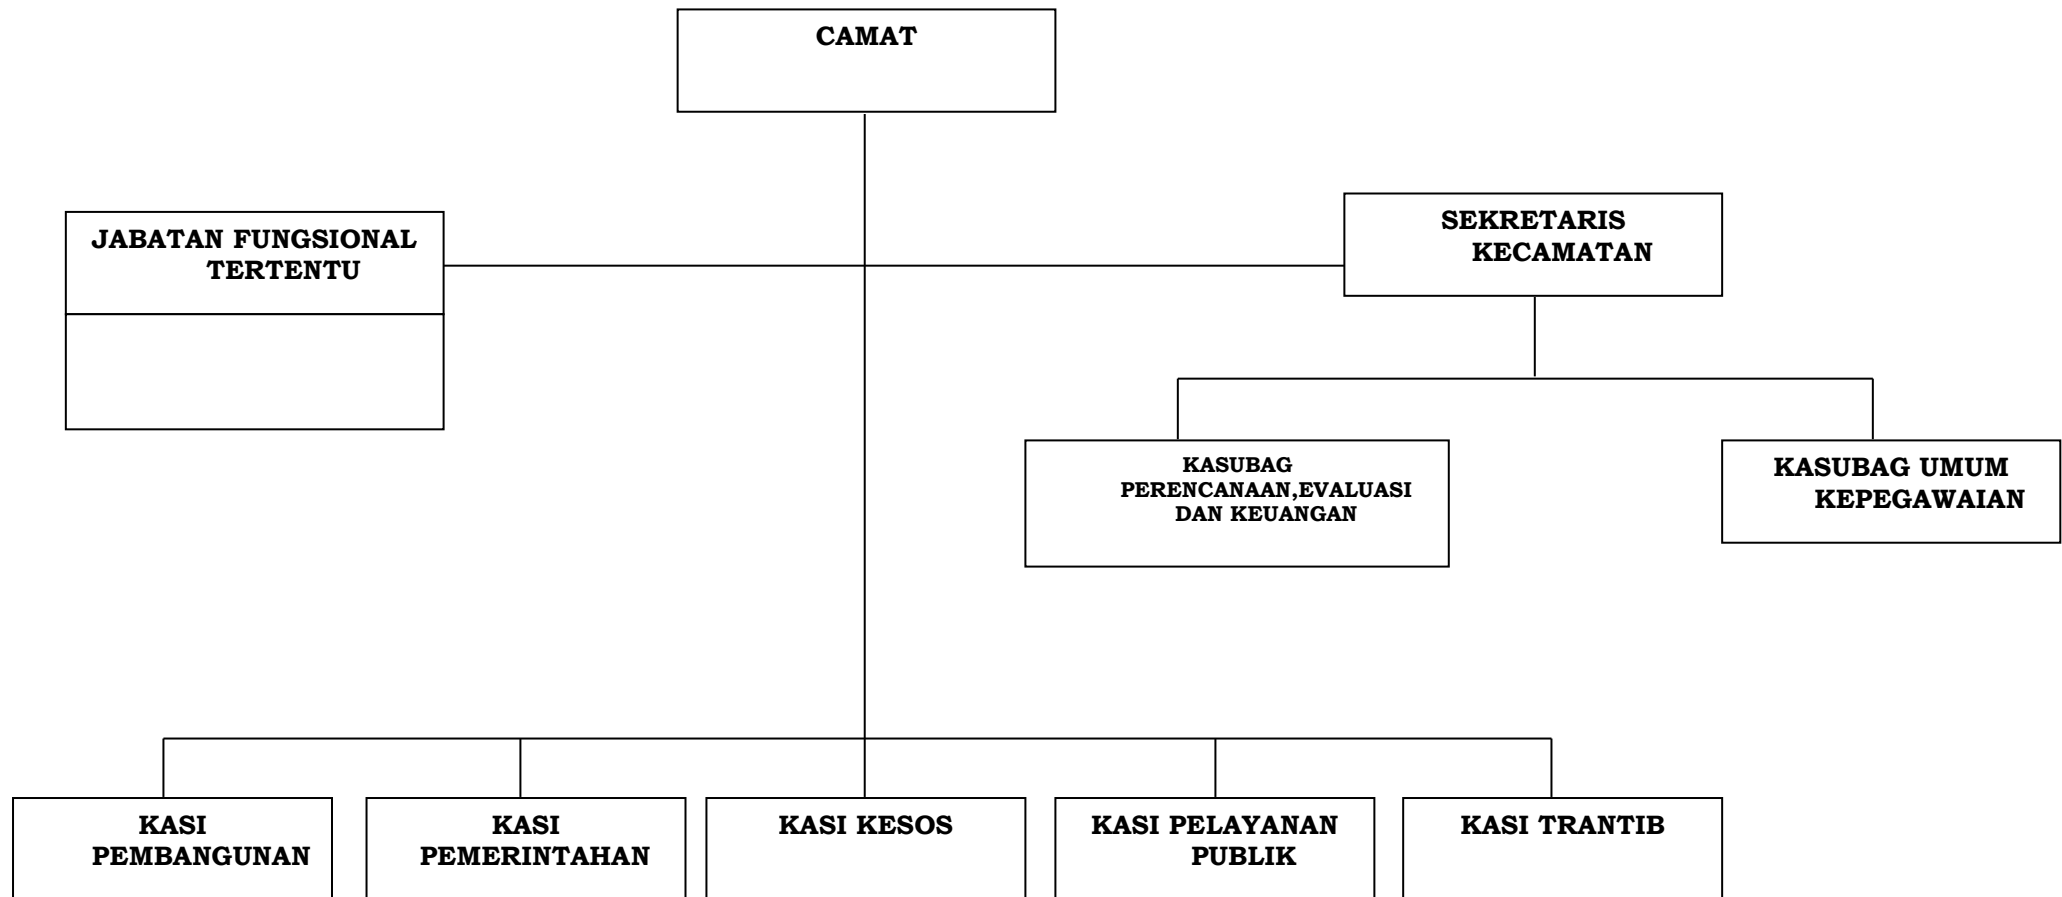 CAMAT
JABATAN FUNGSIONAL
TERTENTU
SEKRETARIS
KECAMATAN
KASUBAG
PERENCANAAN,EVALUASI
DAN KEUANGAN
KASUBAG UMUM
KEPEGAWAIAN
KASI
PEMBANGUNAN
KASI
PEMERINTAHAN
KASI KESOS
KASI PELAYANAN
PUBLIK
KASI TRANTIB